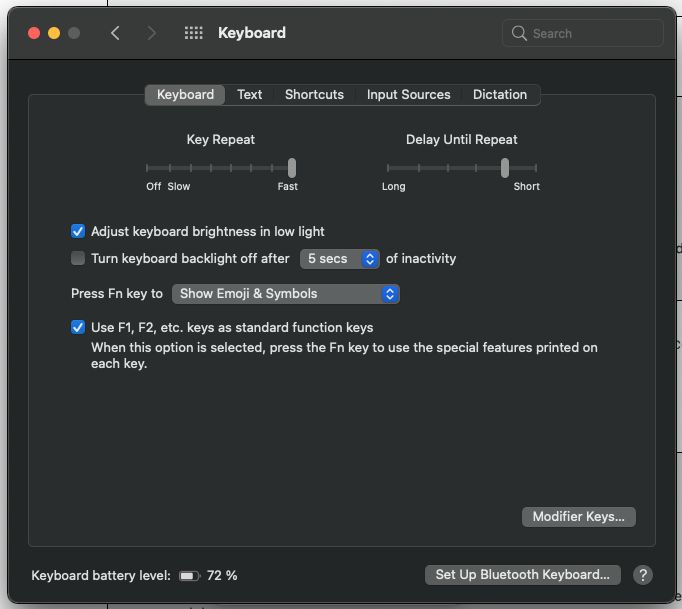 Keyboard
Search
Keyboard Text Shortcuts Input Sources Dictation
Key Repeat Delay Until Repeat
Off Slow Fast Long Short
Adjust keyboard brightness in low light
Turn keyboard backlight off after 5 secs of inactivity
Press Fn key to Show Emoji & Symbols
Use F1, F2, etc. keys as standard function keys
When this option is selected, press the Fn key to use the special features printed on
each key.
Modifier Keys...
Keyboard battery level: 72 % Set Up Bluetooth Keyboard... ?